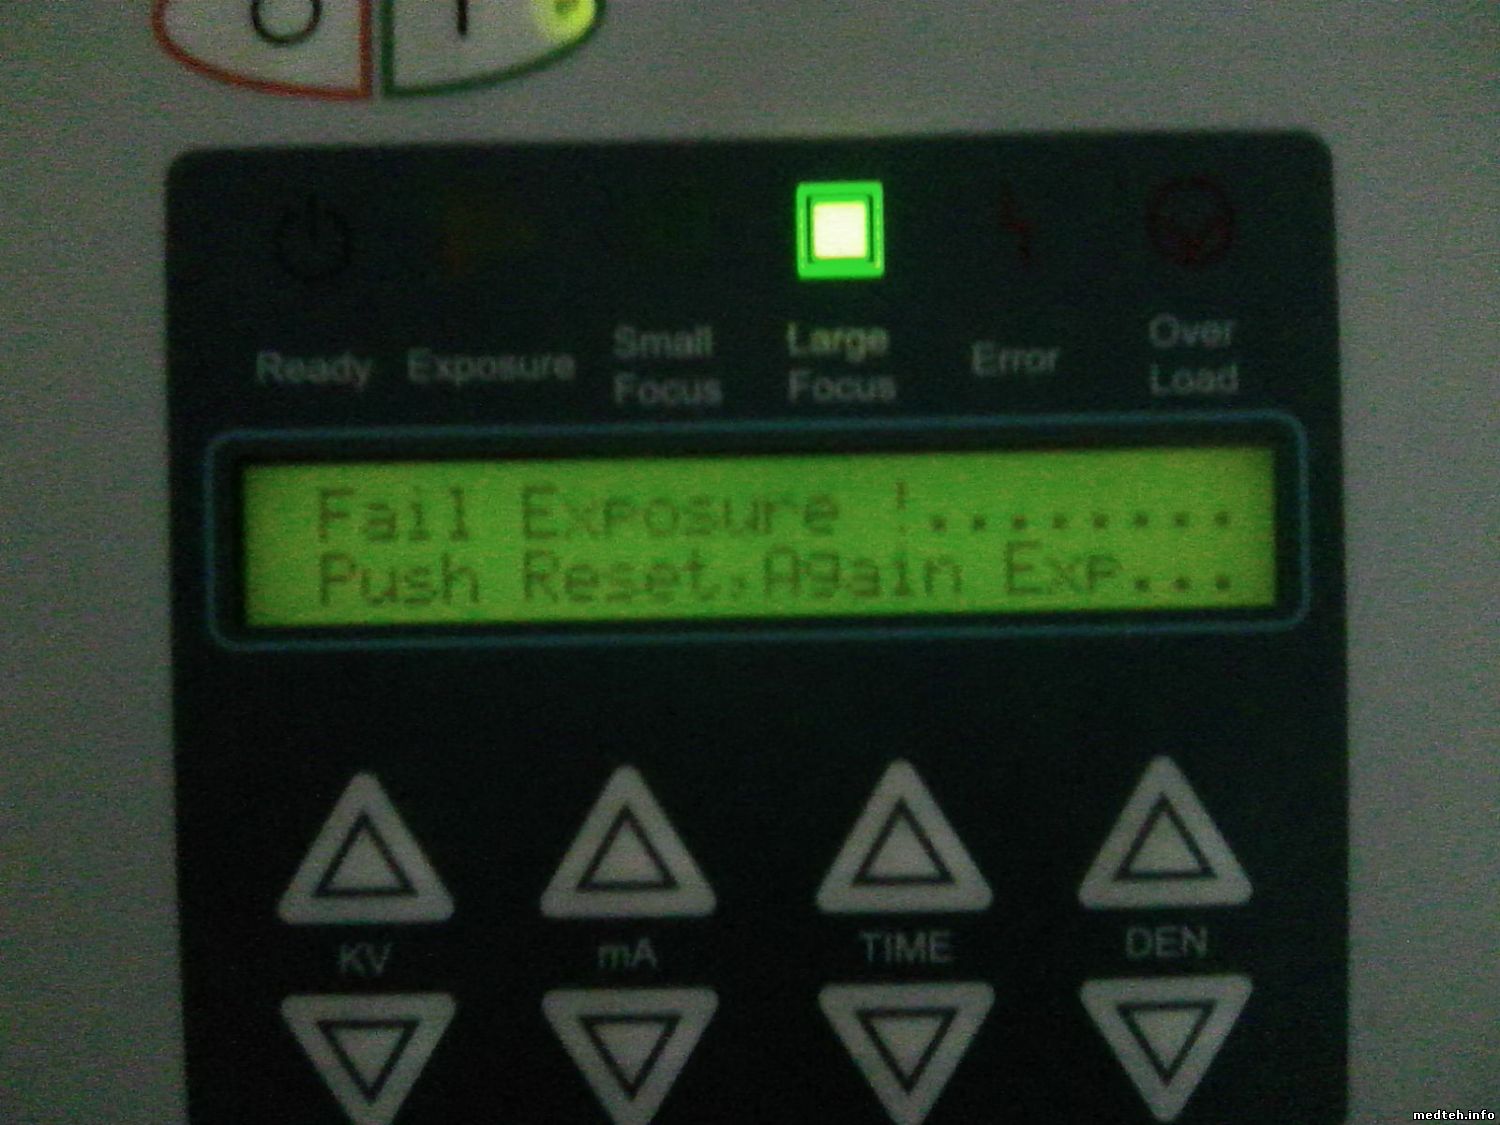 O I
Ready Exposure Small Focus Large Focus Error Over Load
Fail Exposure !........
Push Reset,Again Exp...
KV mA TIME DEN
medteh.info